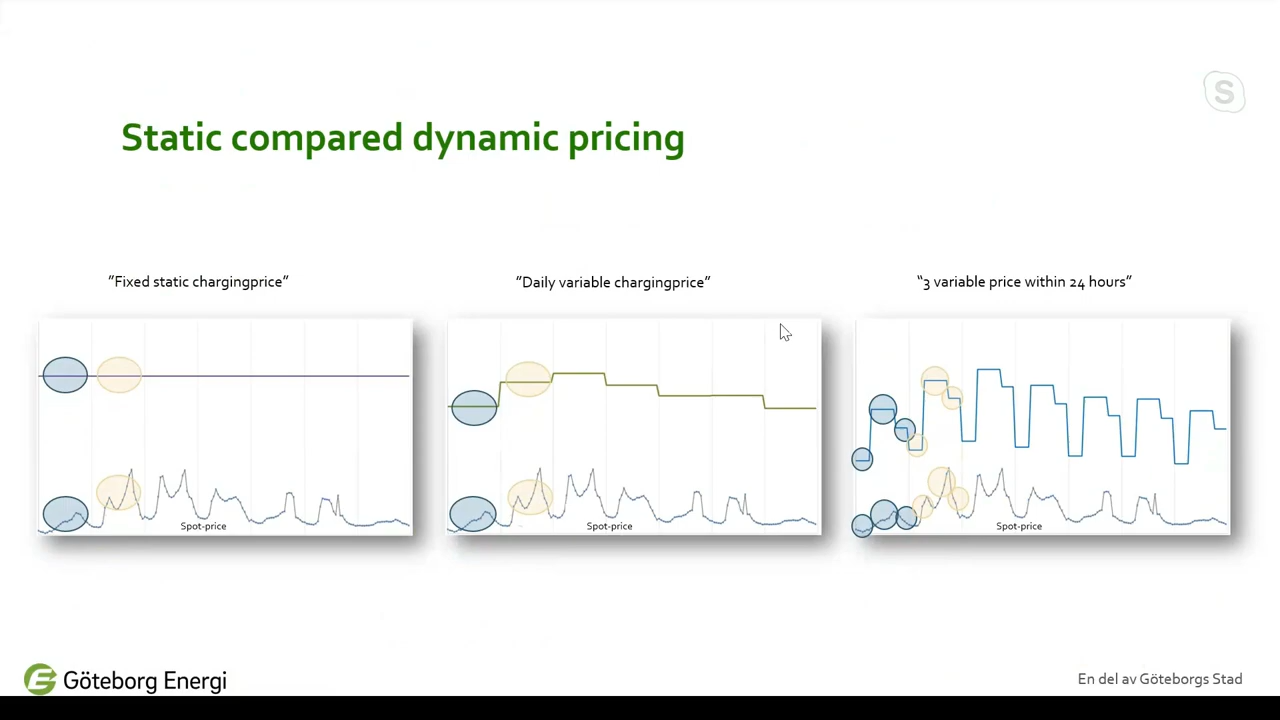 S
Static compared dynamic pricing
”Fixed static chargingprice”
”Daily variable chargingprice”
“3 variable price within 24 hours”
Spot-price
Spot-price
Spot-price
Göteborg Energi
En del av Göteborgs Stad